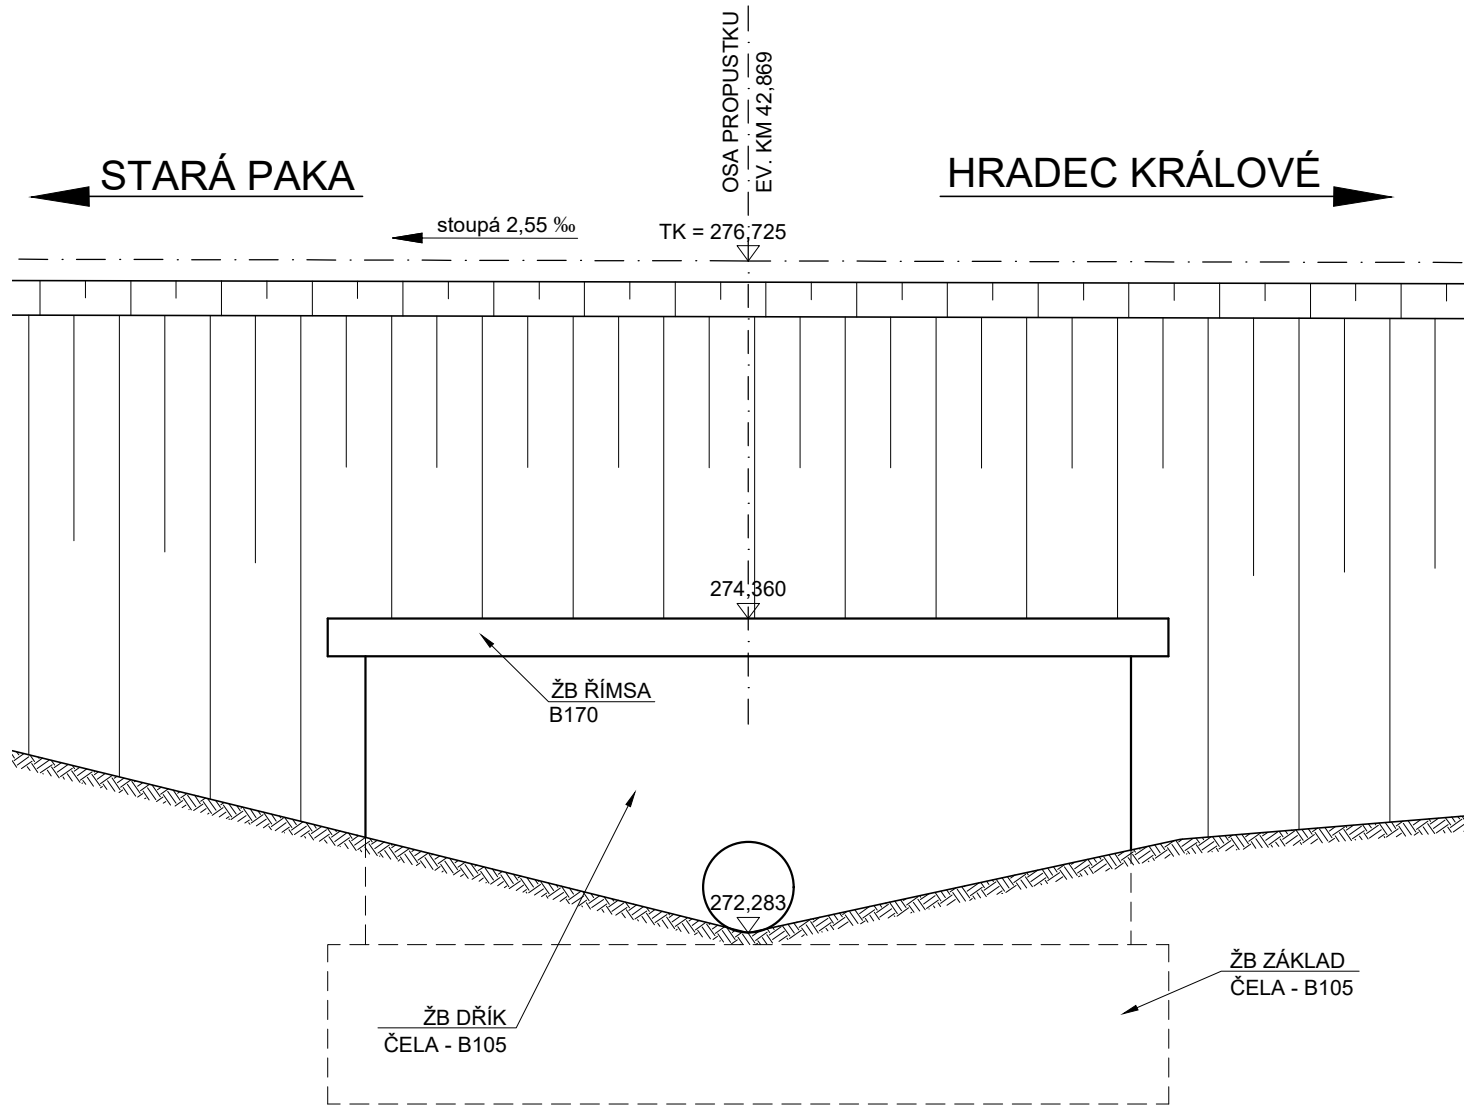 OSA PROPUSTKU
EV. KM 42,869
STARÁ PAKA
HRADEC KRÁLOVÉ
stoupá 2,55 ‰
TK = 276,725
274,360
ŽB ŘÍMSA
B170
272,283
ŽB ZÁKLAD
ČELA - B105
ŽB DŘÍK
ČELA - B105